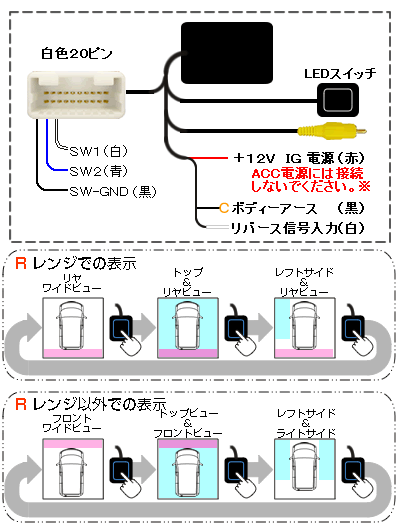 白色20ピン
LEDスイッチ
SW1(白)
SW2(青)
SW-GND(黒)
+12V IG 電源(赤)
ACC電源には接続
しないでください。※
C ボディーアース (黒)
リバース信号入力(白)
R レンジでの表示
リヤ
ワイドビュー
トップ
&
リヤビュー
レフトサイド
&
リヤビュー
R レンジ以外での表示
フロント
ワイドビュー
トップビュー
&
フロントビュー
レフトサイド
&
ライトサイド